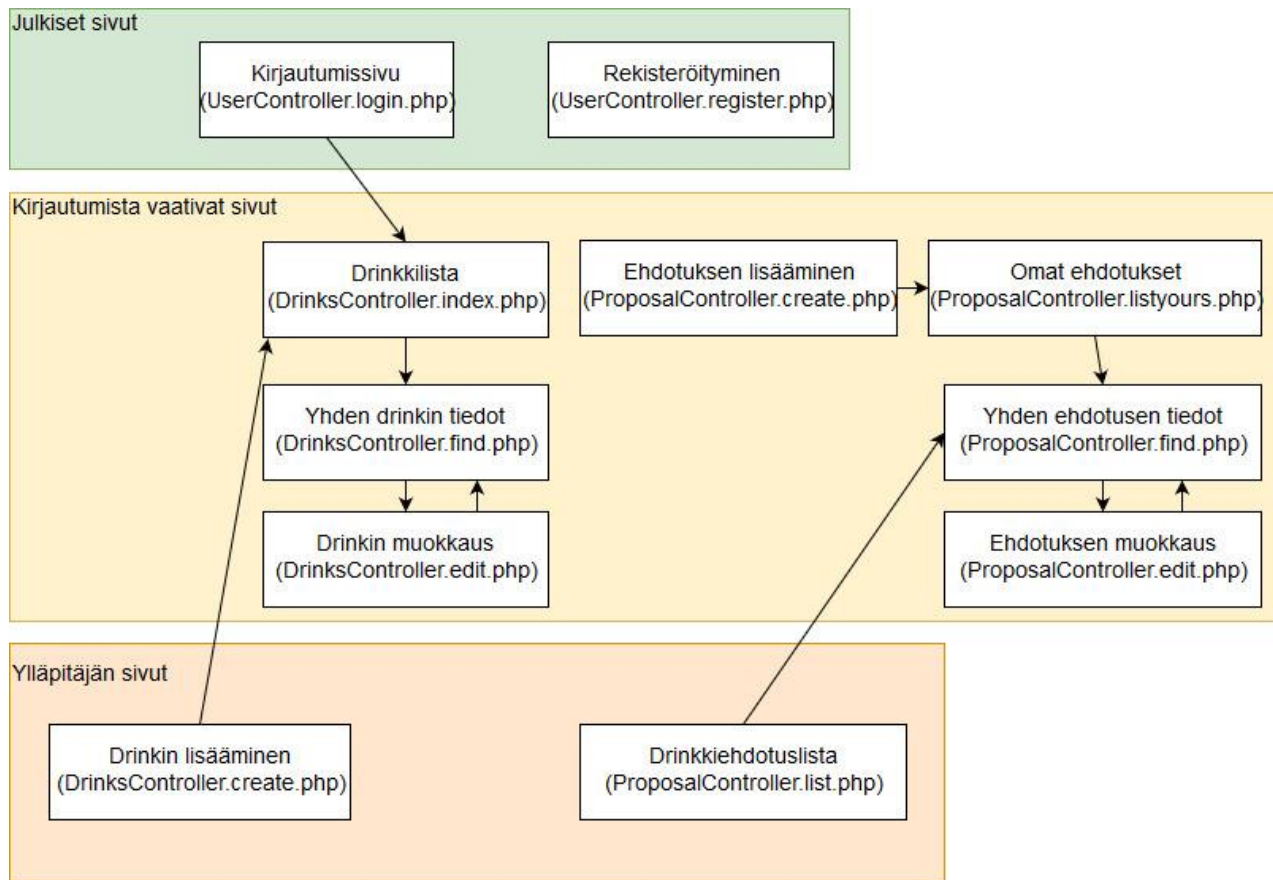 Julkiset sivut
Kirjautumissivu
(UserController.login.php)
Rekisteröityminen
(UserController.register.php)
Kirjautumista vaativat sivut
Drinkkilista
(DrinksController.index.php)
Ehdotuksen lisääminen
(ProposalController.create.php)
Omat ehdotukset
(ProposalController.listyours.php)
Yhden drinkin tiedot
(DrinksController.find.php)
Yhden ehdotusen tiedot
(ProposalController.find.php)
Drinkin muokkaus
(DrinksController.edit.php)
Ehdotuksen muokkaus
(ProposalController.edit.php)
Ylläpitäjän sivut
Drinkin lisääminen
(DrinksController.create.php)
Drinkkiehdotuslista
(ProposalController.list.php)